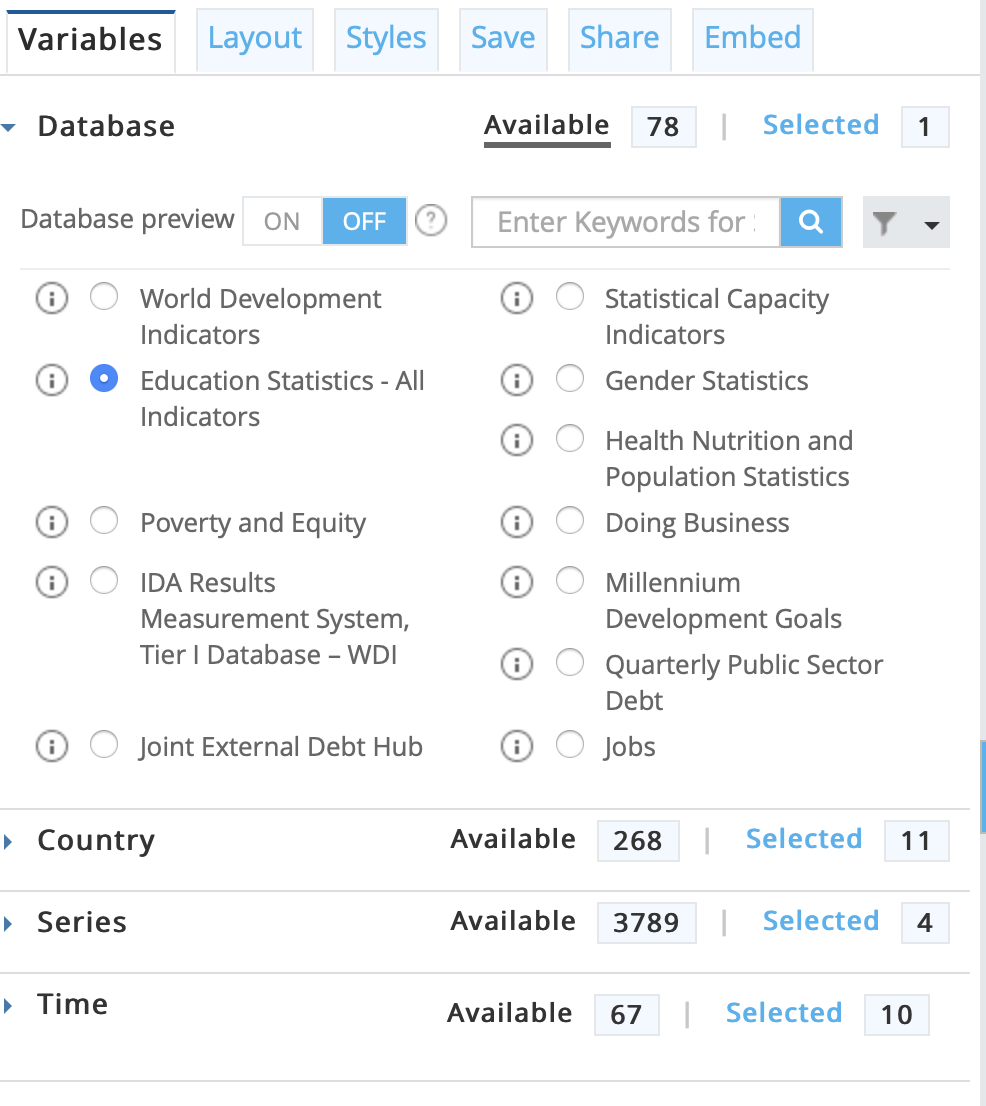 Variables Layout Styles Save Share Embed
Database Available 78 | Selected 1
Database preview ON OFF ? Enter Keywords for
World Development
Indicators
Statistical Capacity
Indicators
Education Statistics - All
Indicators
Gender Statistics
Health Nutrition and
Population Statistics
Poverty and Equity
Doing Business
IDA Results
Measurement System,
Tier I Database – WDI
Millennium
Development Goals
Quarterly Public Sector
Debt
Joint External Debt Hub
Jobs
Country Available 268 | Selected 11
Series Available 3789 | Selected 4
Time Available 67 | Selected 10